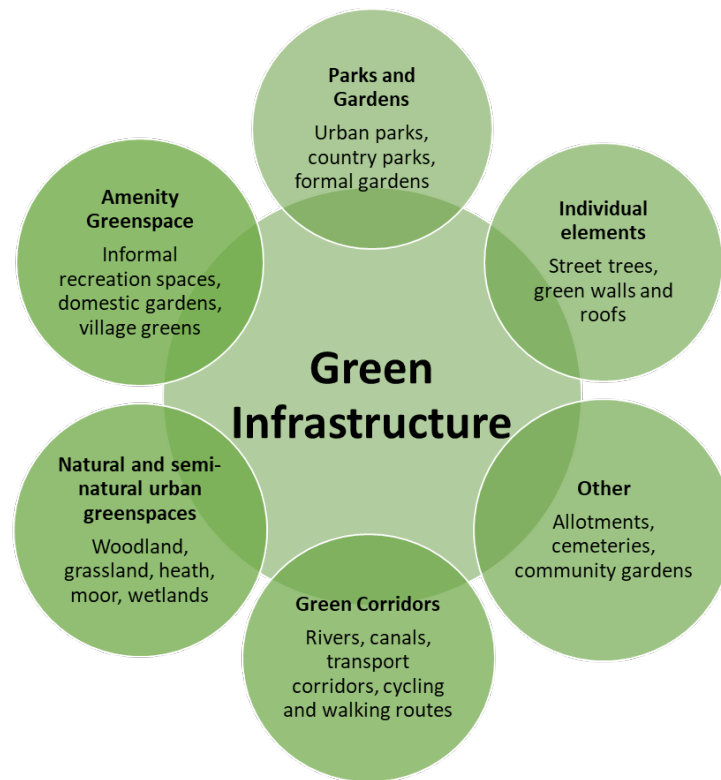 Parks and
Gardens
Urban parks,
country parks,
formal gardens
Individual
elements
Street trees,
green walls and
roofs
Other
Allotments,
cemeteries,
community gardens
Green Corridors
Rivers, canals,
transport
corridors, cycling
and walking routes
Natural and semi-
natural urban
greenspaces
Woodland,
grassland, heath,
moor, wetlands
Amenity
Greenspace
Informal
recreation spaces,
domestic gardens,
village greens
Green
Infrastructure